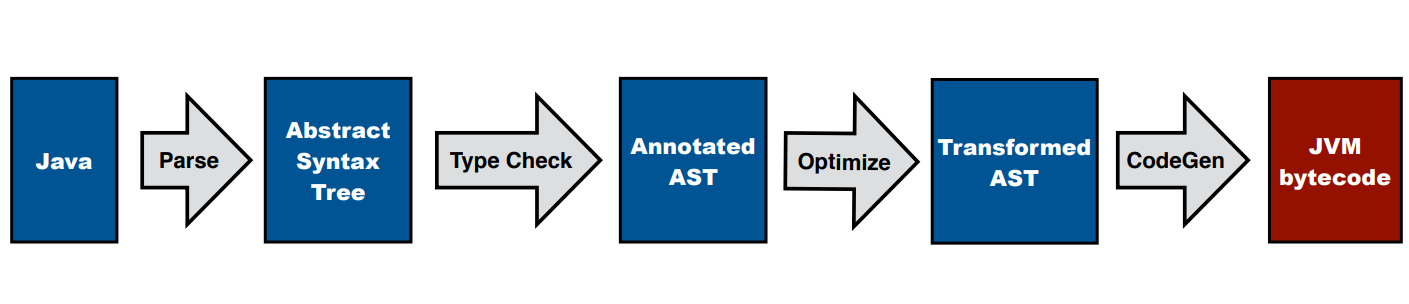 Java
Parse
Abstract
Syntax
Tree
Type Check
Annotated
AST
Optimize
Transformed
AST
CodeGen
JVM
bytecode